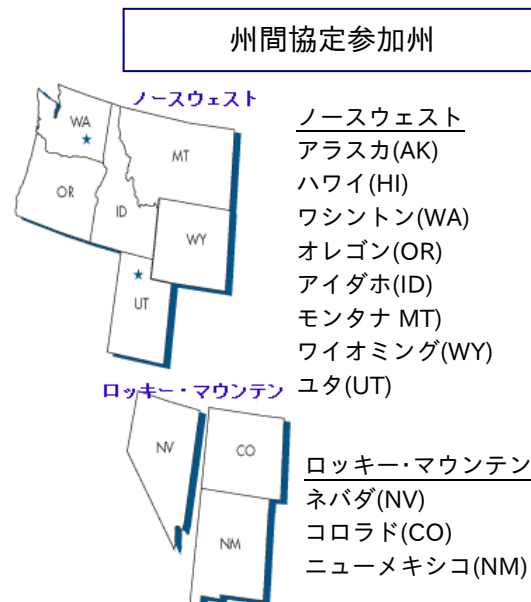 州間協定参加州
ノースウェスト
WA
MT
OR
ID
WY
UT
ノースウェスト
アラスカ(AK)
ハワイ(HI)
ワシントン(WA)
オレゴン(OR)
アイダホ(ID)
モンタナ MT)
ワイオミング(WY)
ユタ(UT)
ロッキー・マウンテン
NV
CO
NM
ロッキー・マウンテン
ネバダ(NV)
コロラド(CO)
ニューメキシコ(NM)